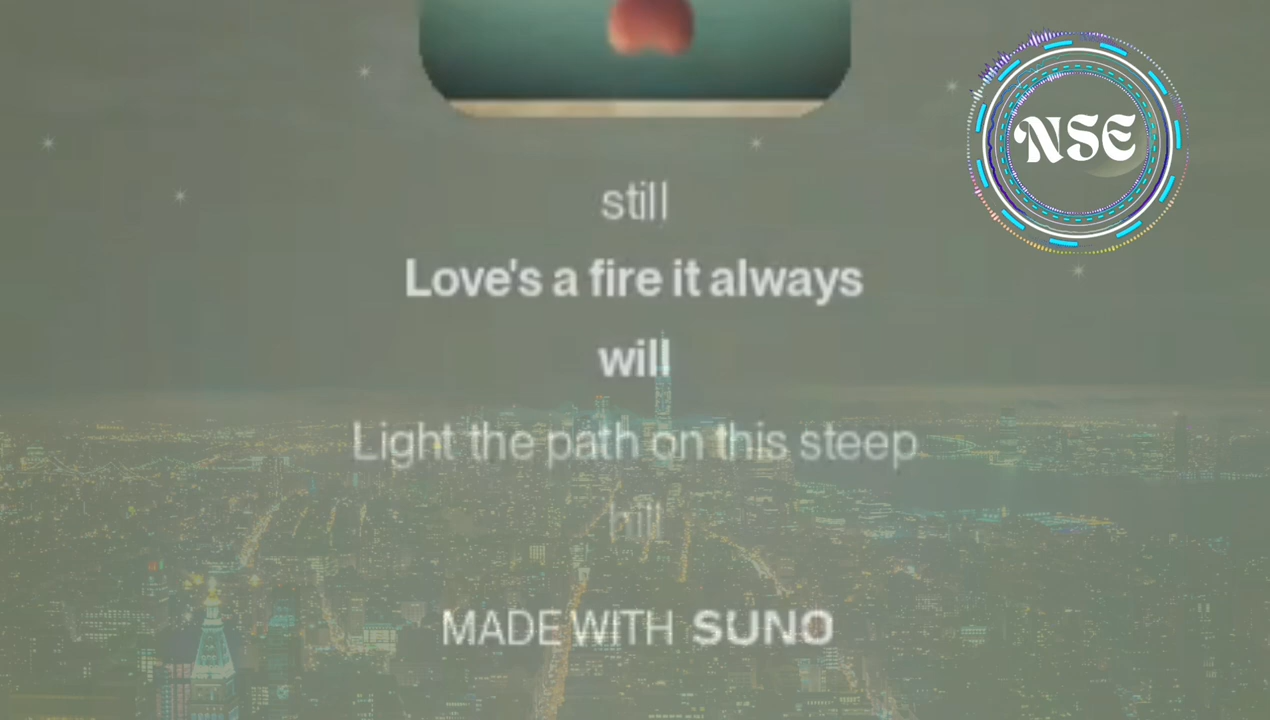 NSE
still
Love's a fire it always
will
Light the path on this steep
hill
MADE WITH SUNO